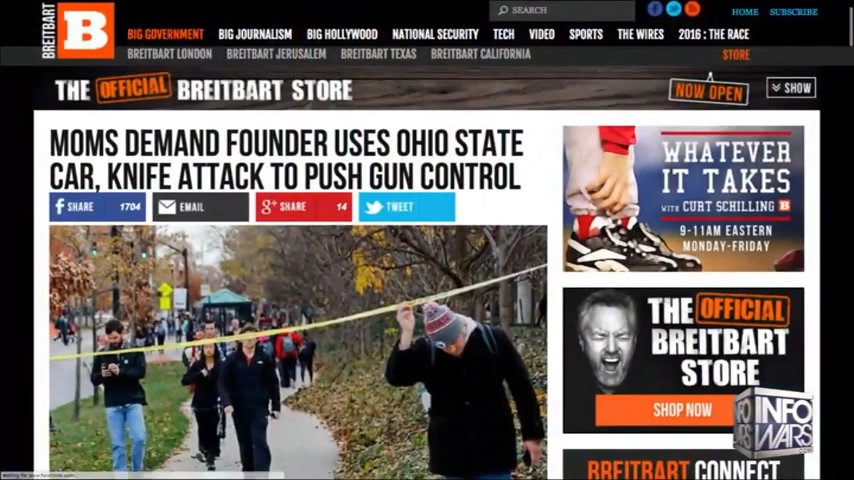 BREITBART
B
SEARCH
HOME
SUBSCRIBE
BIG GOVERNMENT
BIG JOURNALISM
BIG HOLLYWOOD
NATIONAL SECURITY
TECH
VIDEO
SPORTS
THE WIRES
2016 : THE RACE
BREITBART LONDON
BREITBART JERUSALEM
BREITBART TEXAS
BREITBART CALIFORNIA
STORE
THE OFFICIAL BREITBART STORE
NOW OPEN
SHOW
MOMS DEMAND FOUNDER USES OHIO STATE
CAR, KNIFE ATTACK TO PUSH GUN CONTROL
SHARE 1704
EMAIL
g+ SHARE 14
TWEET
WHATEVER
IT TAKES
WITH CURT SCHILLING B
9-11AM EASTERN
MONDAY-FRIDAY
THE OFFICIAL
BREITBART
STORE
SHOP NOW
INFO
WARS
.COM
BREITBART CONNECT